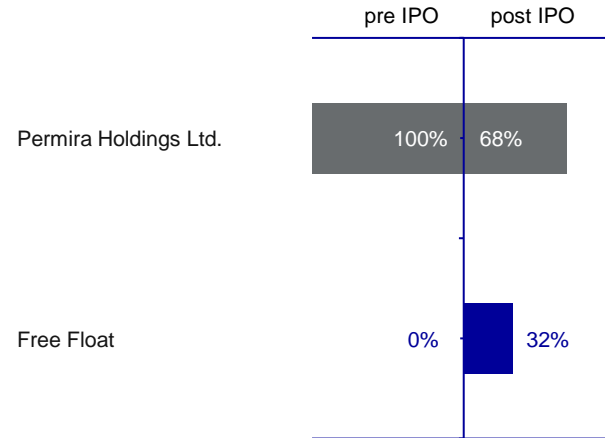 pre IPO post IPO
Permira Holdings Ltd. 100% 68%
Free Float 0% 32%